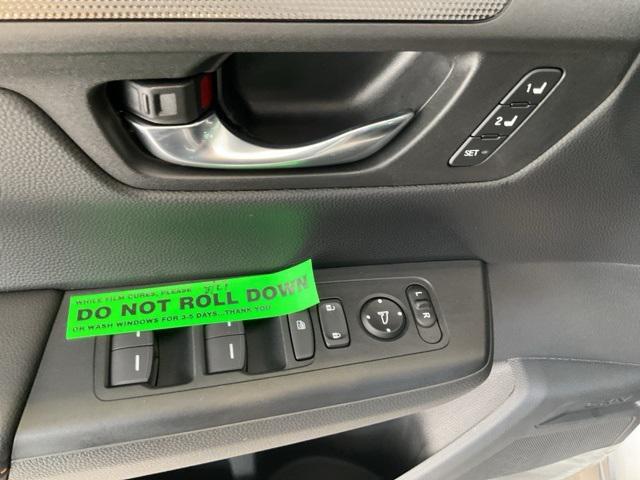 1
2
SET
WHILE FILM CURES, PLEASE
DO NOT ROLL DOWN
OR WASH WINDOWS FOR 3-5 DAYS...THANK YOU
L
R